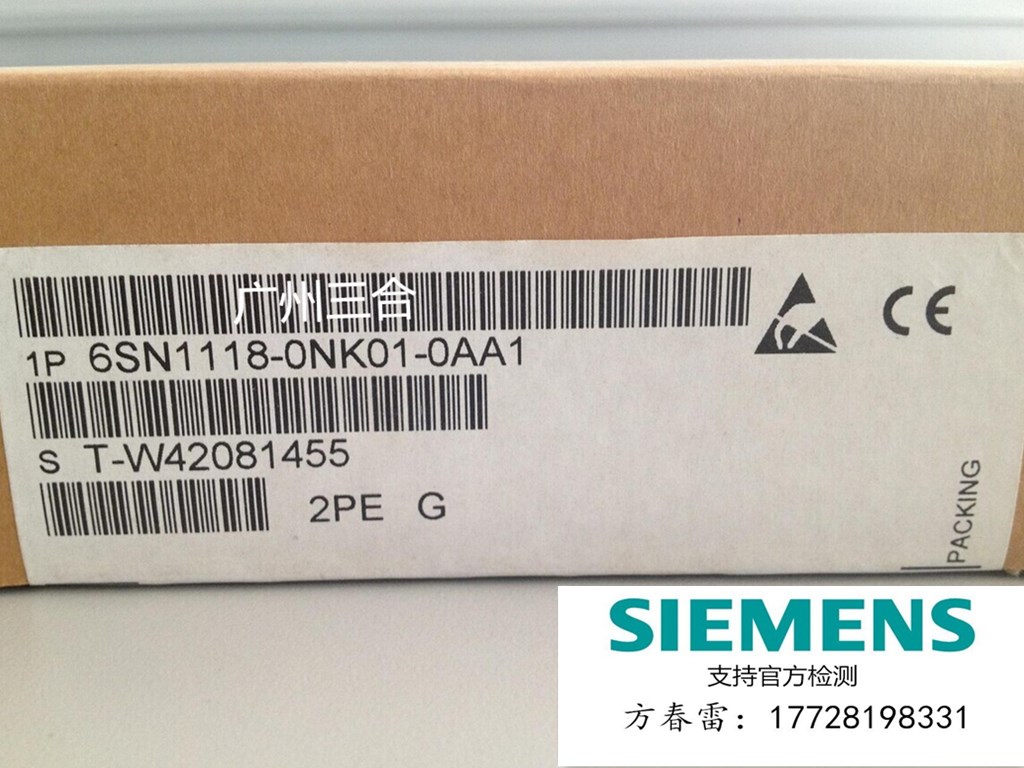 广州三合
1P 6SN1118-0NK01-0AA1
S T-W42081455
2PE G
CE
PACKING
SIEMENS
支持官方检测
方春雷：17728198331